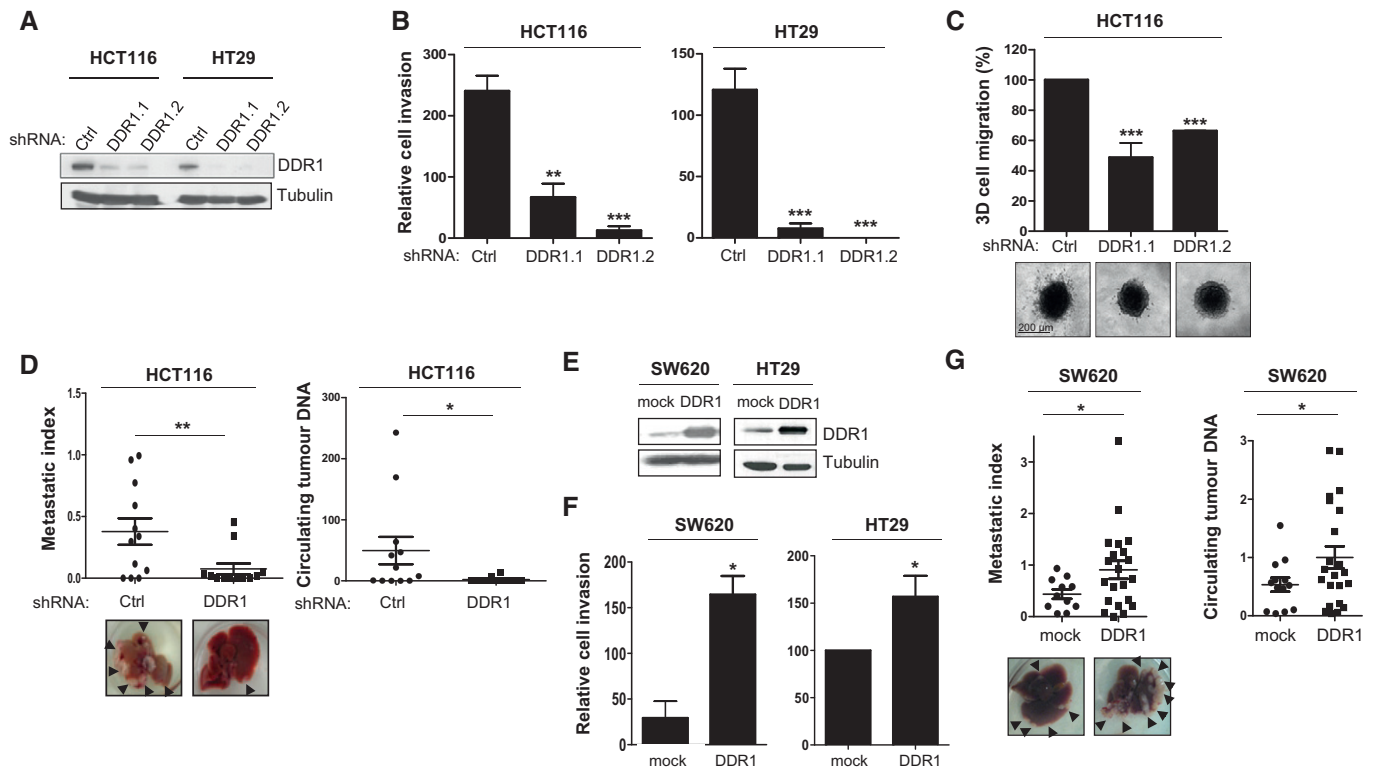 A
HCT116 HT29
shRNA: Ctrl DDR1.1 DDR1.2 Ctrl DDR1.1 DDR1.2
DDR1
Tubulin
B
HCT116
Relative cell invasion
300
200
100
0
shRNA: Ctrl DDR1.1 DDR1.2
** ***
HT29
150
100
50
0
Ctrl DDR1.1 DDR1.2
*** ***
C
HCT116
3D cell migration (%)
120
100
80
60
40
20
0
*** ***
shRNA: Ctrl DDR1.1 DDR1.2
200 µm
D
HCT116
Metastatic index
1.5
1.0
0.5
0.0
**
shRNA: Ctrl DDR1
HCT116
Circulating tumour DNA
300
200
100
0
*
shRNA: Ctrl DDR1
E
SW620 HT29
mock DDR1 mock DDR1
DDR1
Tubulin
F
SW620
Relative cell invasion
200
150
100
50
0
*
mock DDR1
HT29
200
150
100
50
0
*
mock DDR1
G
SW620
Metastatic index
3
2
1
0
*
mock DDR1
SW620
Circulating tumour DNA
3
2
1
0
*
mock DDR1